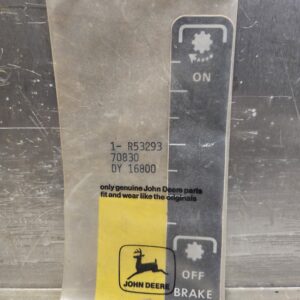 ON
1- R53293
70830
DY 16800
only genuine John Deere parts
fit and wear like the originals
JOHN DEERE
OFF
BRAKE